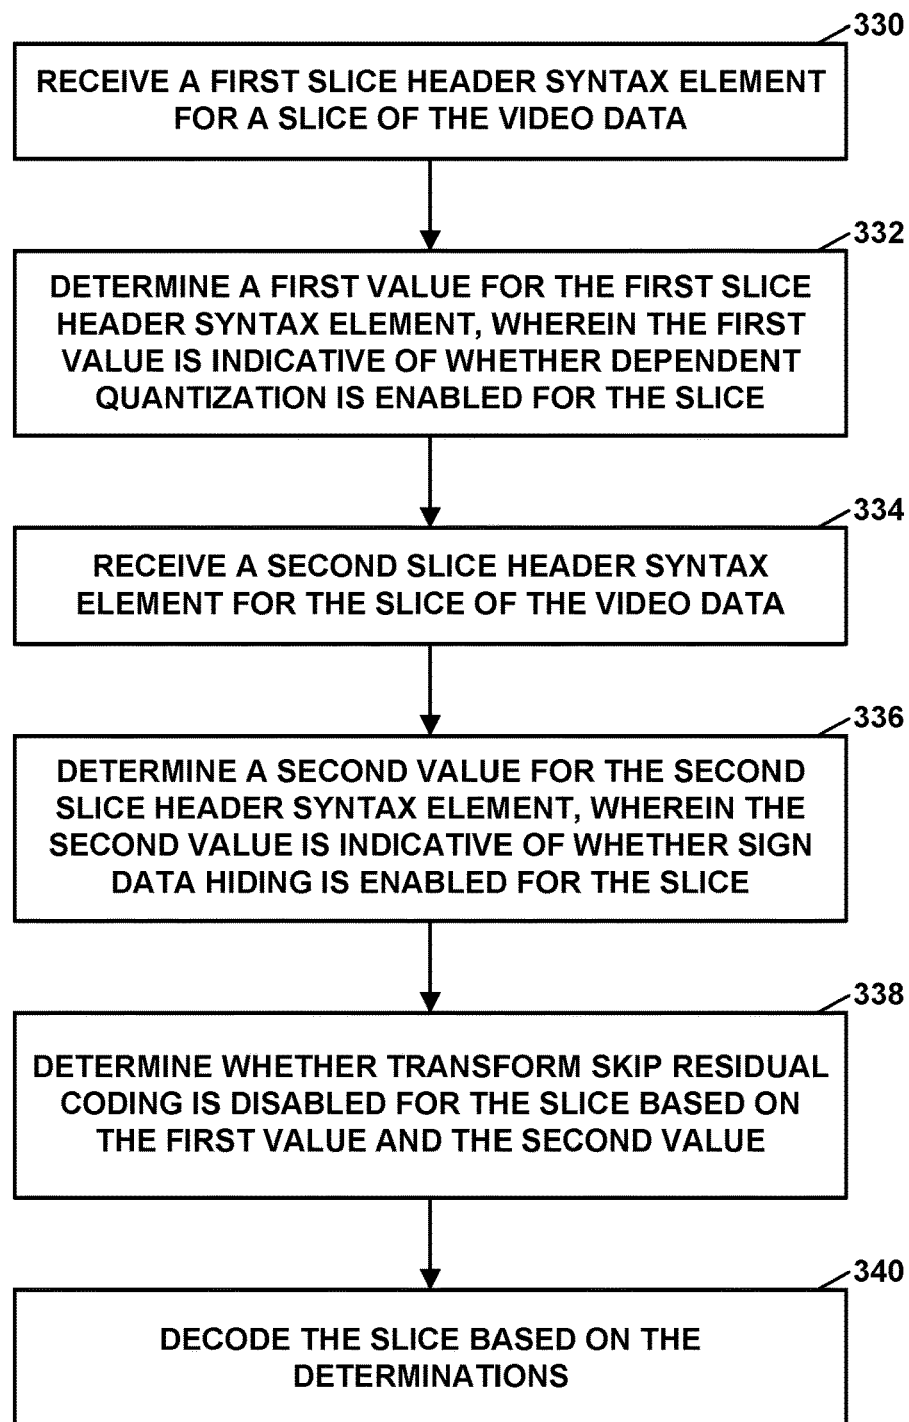 330
RECEIVE A FIRST SLICE HEADER SYNTAX ELEMENT
FOR A SLICE OF THE VIDEO DATA
332
DETERMINE A FIRST VALUE FOR THE FIRST SLICE
HEADER SYNTAX ELEMENT, WHEREIN THE FIRST
VALUE IS INDICATIVE OF WHETHER DEPENDENT
QUANTIZATION IS ENABLED FOR THE SLICE
334
RECEIVE A SECOND SLICE HEADER SYNTAX
ELEMENT FOR THE SLICE OF THE VIDEO DATA
336
DETERMINE A SECOND VALUE FOR THE SECOND
SLICE HEADER SYNTAX ELEMENT, WHEREIN THE
SECOND VALUE IS INDICATIVE OF WHETHER SIGN
DATA HIDING IS ENABLED FOR THE SLICE
338
DETERMINE WHETHER TRANSFORM SKIP RESIDUAL
CODING IS DISABLED FOR THE SLICE BASED ON
THE FIRST VALUE AND THE SECOND VALUE
340
DECODE THE SLICE BASED ON THE
DETERMINATIONS